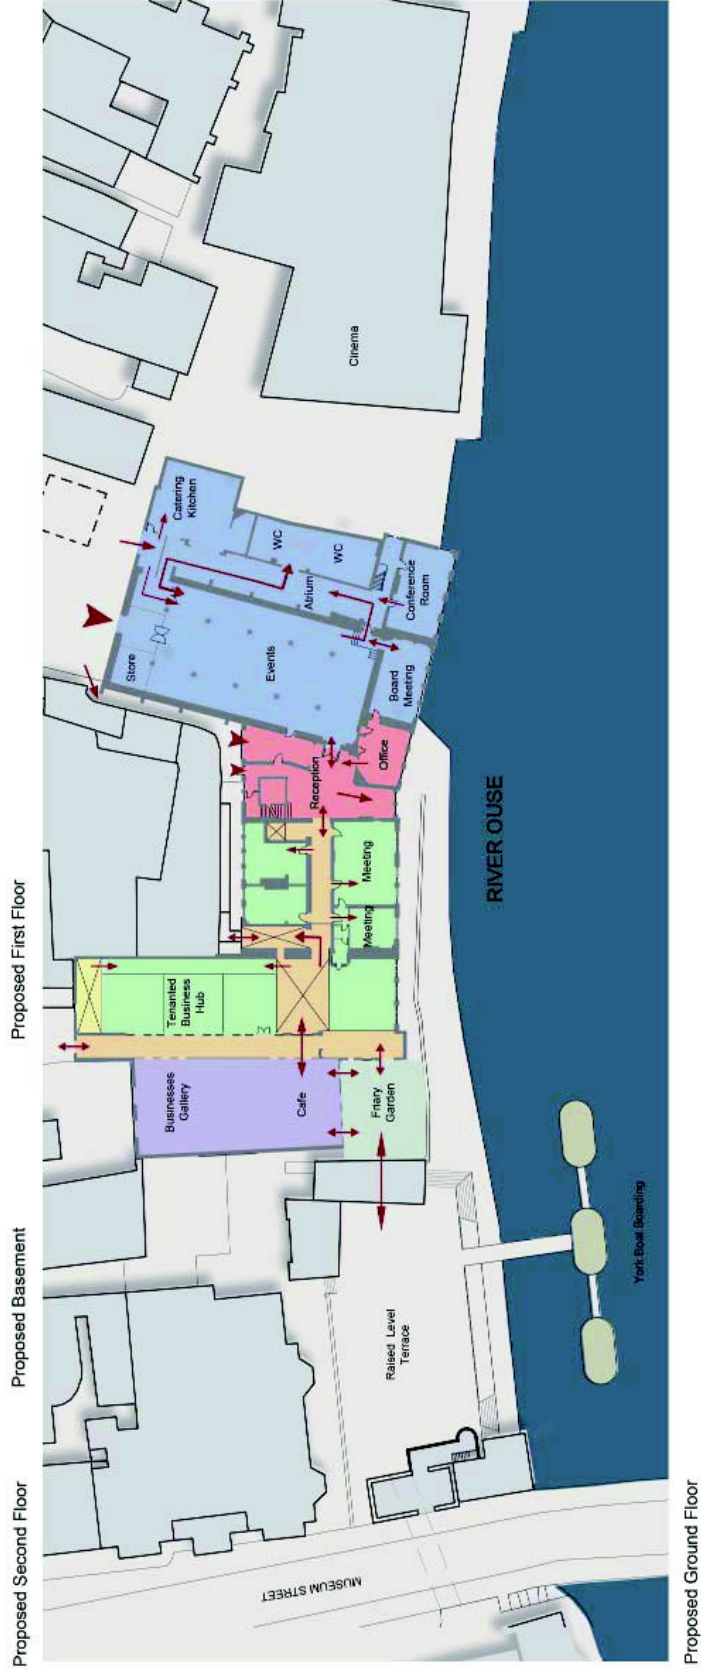 Proposed Second Floor
Proposed Basement
Proposed First Floor
Cinema
Catering
Kitchen
WC
WC
Atrium
Conference
Room
Store
Events
Board
Meeting
Reception
Office
Meeting
Meeting
Tenanted
Business
Hub
Businesses
Gallery
Cafe
Friary
Garden
Raised Level
Terrace
RIVER OUSE
York Boat Boarding
MUSEUM STREET
Proposed Ground Floor